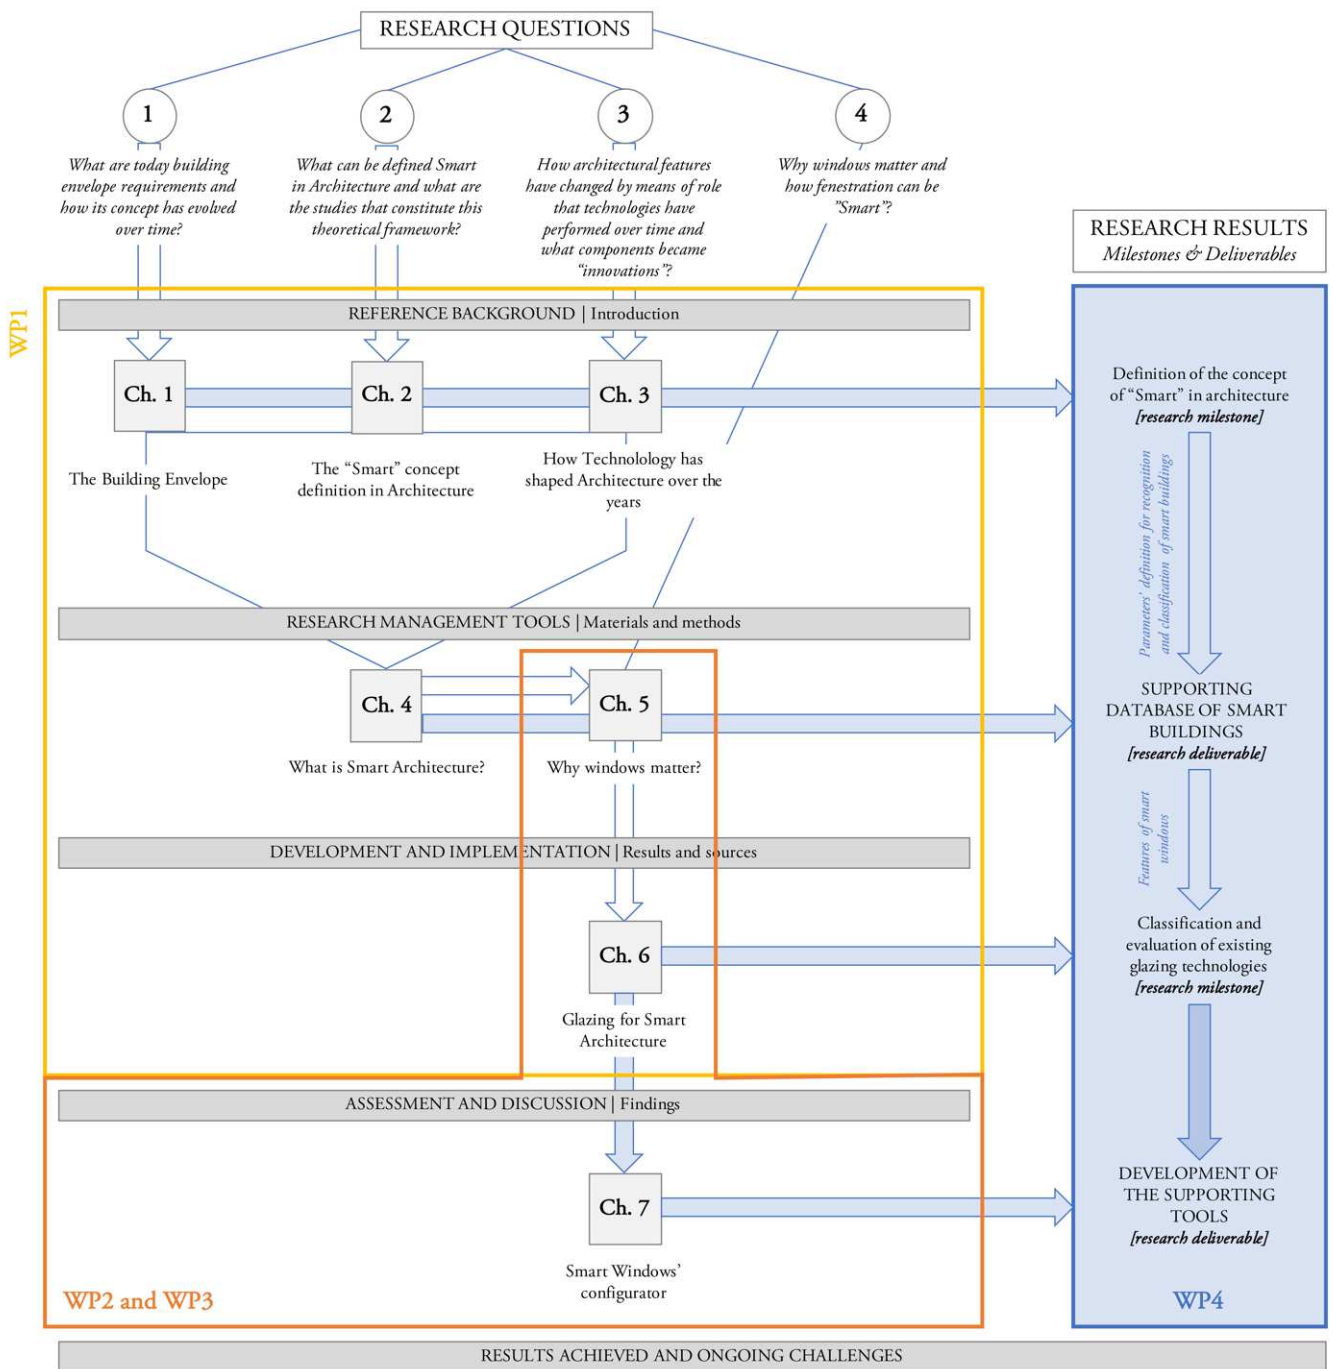 RESEARCH QUESTIONS
1
2
3
4
What are today building
envelope requirements and
how its concept has evolved
over time?
What can be defined Smart
in Architecture and what are
the studies that constitute this
theoretical framework?
How architectural features
have changed by means of role
that technologies have
performed over time and
what components became
“innovations”?
Why windows matter and
how fenestration can be
”Smart”?
RESEARCH RESULTS
Milestones & Deliverables
WP1
REFERENCE BACKGROUND | Introduction
Ch. 1
Ch. 2
Ch. 3
The Building Envelope
The “Smart” concept
definition in Architecture
How Technolology has
shaped Architecture over the
years
Definition of the concept
of “Smart” in architecture
[research milestone]
Parameters’ definition for recognition
and classification of smart buildings
RESEARCH MANAGEMENT TOOLS | Materials and methods
Ch. 4
Ch. 5
What is Smart Architecture?
Why windows matter?
SUPPORTING
DATABASE OF SMART
BUILDINGS
[research deliverable]
Features of smart
windows
DEVELOPMENT AND IMPLEMENTATION | Results and sources
Ch. 6
Glazing for Smart
Architecture
Classification and
evaluation of existing
glazing technologies
[research milestone]
ASSESSMENT AND DISCUSSION | Findings
Ch. 7
Smart Windows’
configurator
DEVELOPMENT OF
THE SUPPORTING
TOOLS
[research deliverable]
WP2 and WP3
WP4
RESULTS ACHIEVED AND ONGOING CHALLENGES